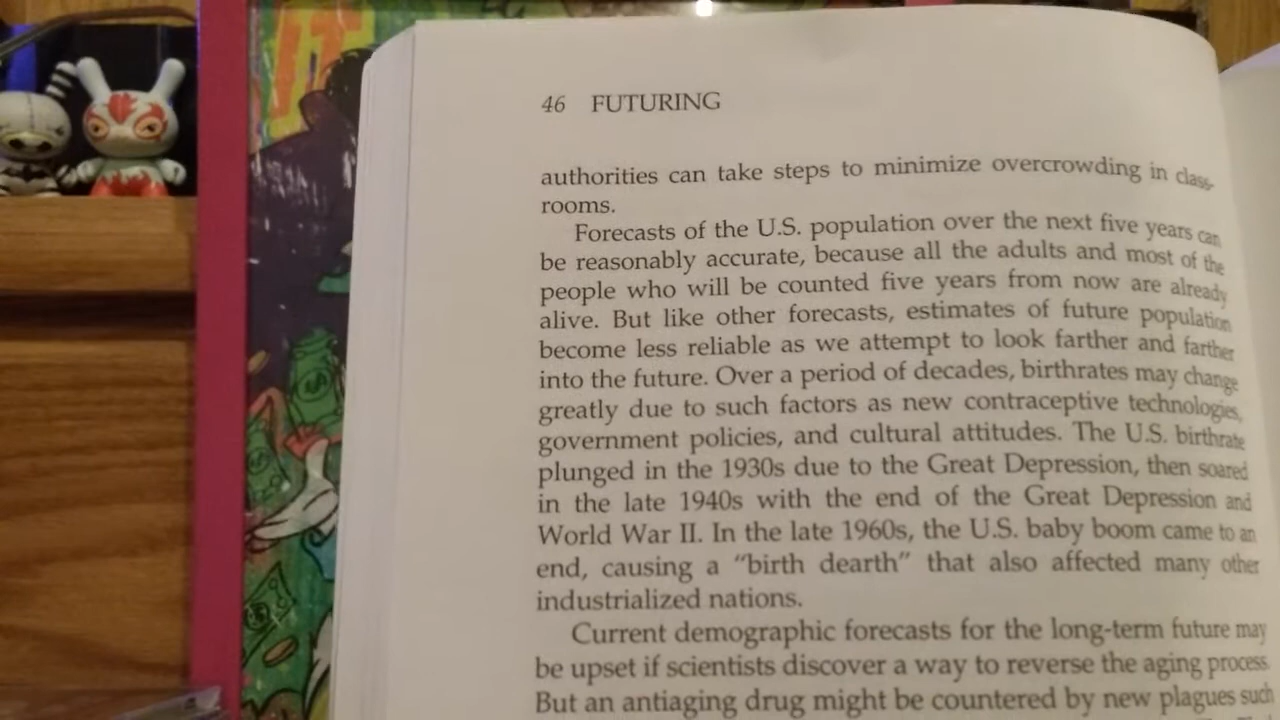 46 FUTURING
authorities can take steps to minimize overcrowding in class-
rooms.
Forecasts of the U.S. population over the next five years can
be reasonably accurate, because all the adults and most of the
people who will be counted five years from now are already
alive. But like other forecasts, estimates of future population
become less reliable as we attempt to look farther and farther
into the future. Over a period of decades, birthrates may change
greatly due to such factors as new contraceptive technologies,
government policies, and cultural attitudes. The U.S. birthrate
plunged in the 1930s due to the Great Depression, then soared
in the late 1940s with the end of the Great Depression and
World War II. In the late 1960s, the U.S. baby boom came to an
end, causing a “birth dearth” that also affected many other
industrialized nations.
Current demographic forecasts for the long-term future may
be upset if scientists discover a way to reverse the aging process.
But an antiaging drug might be countered by new plagues such